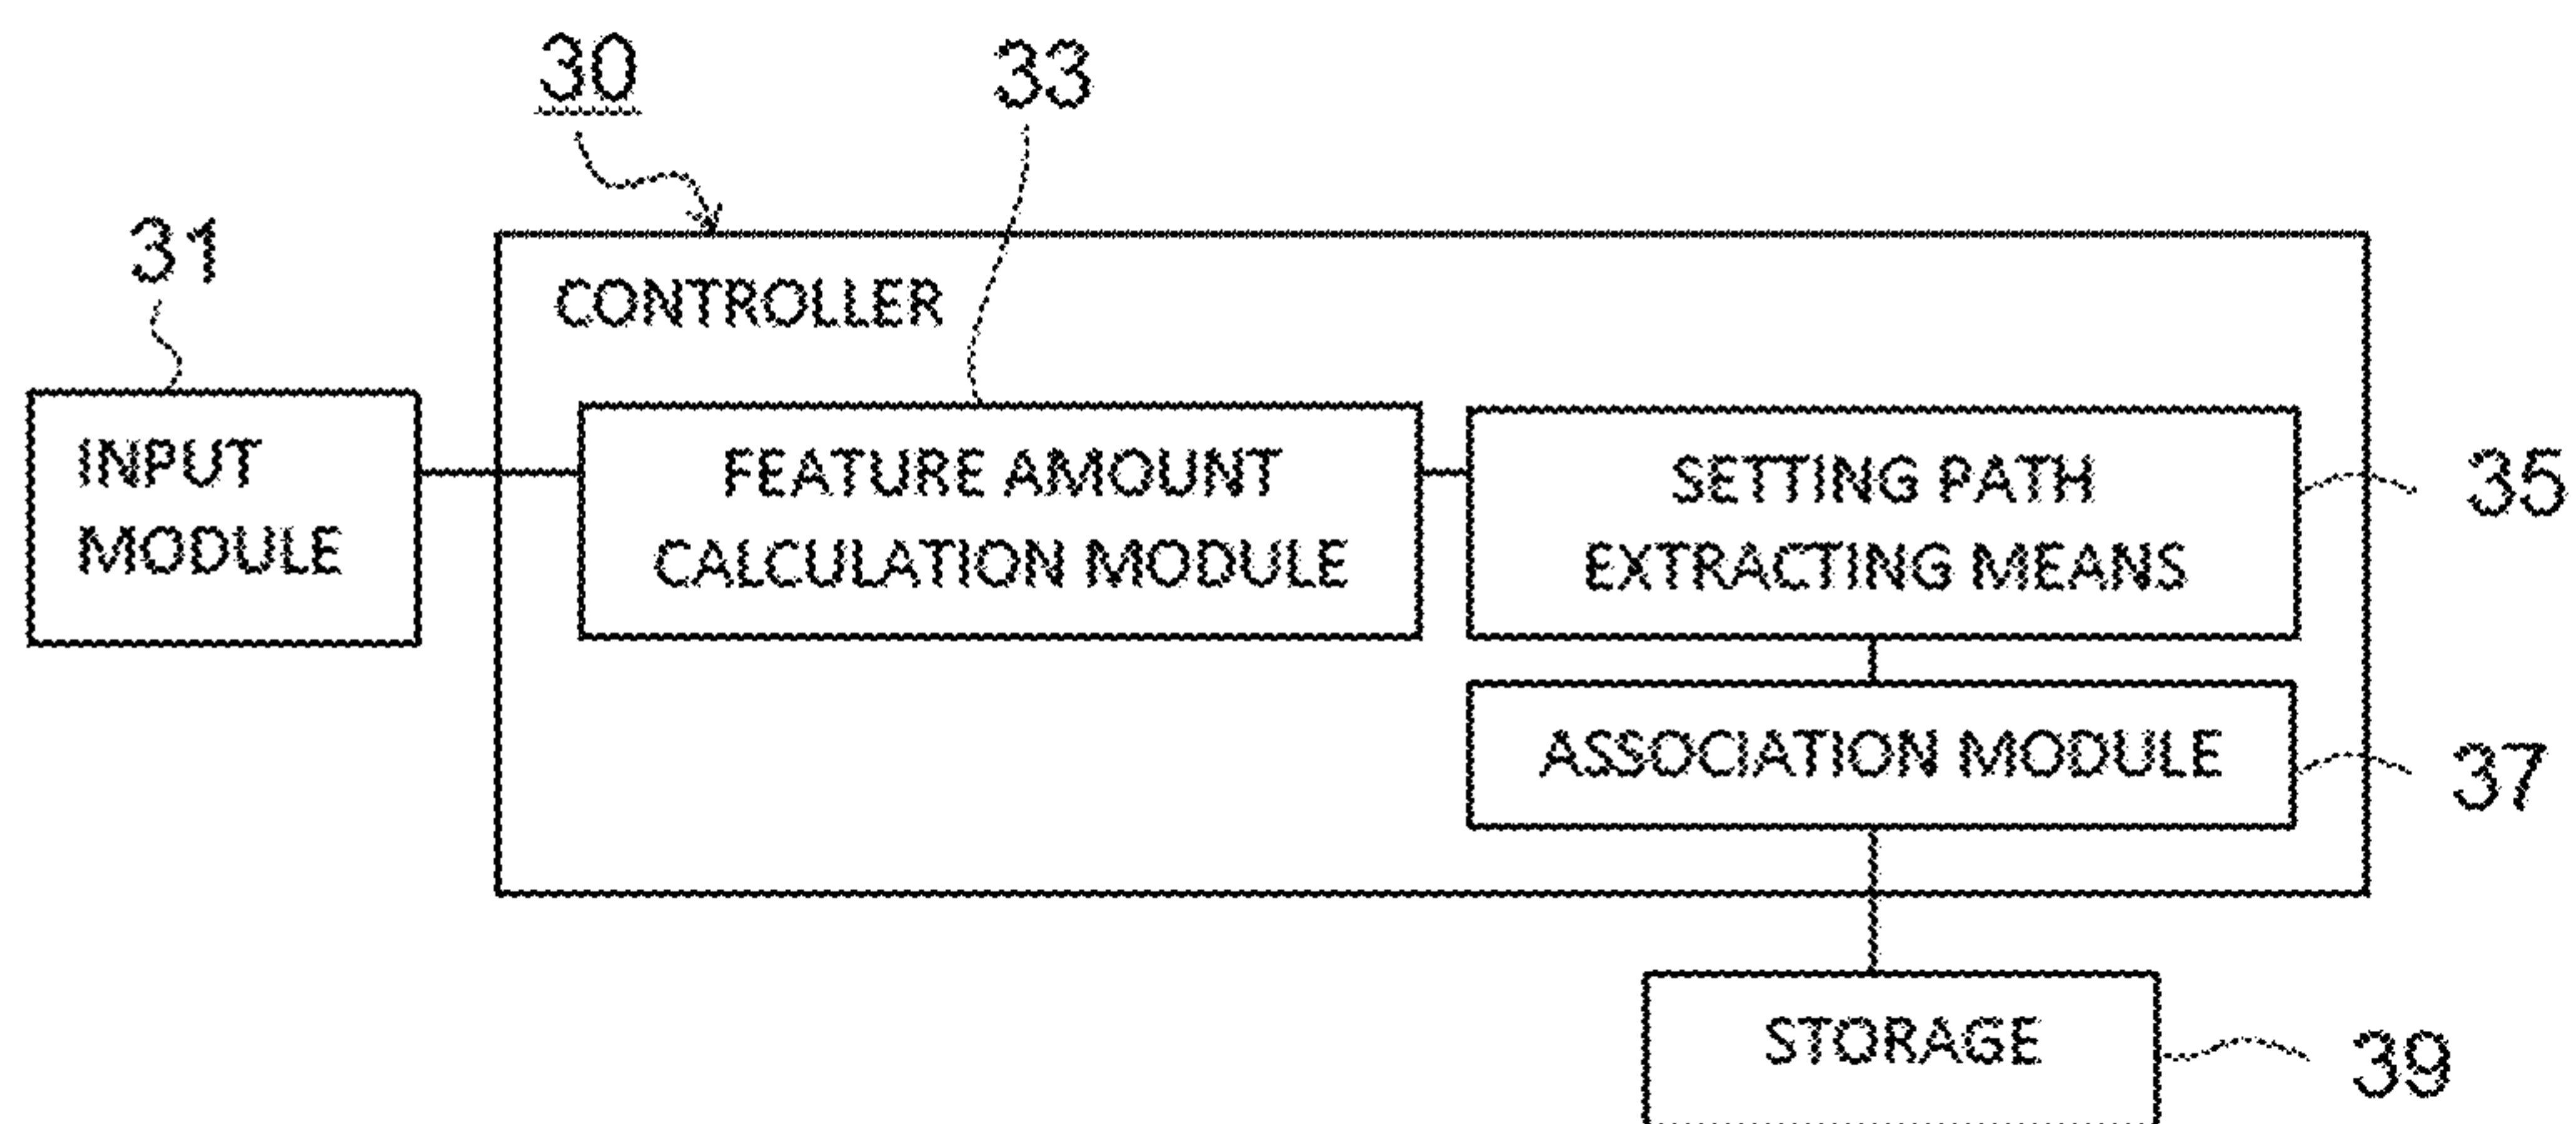 30
33
31
CONTROLLER
INPUT
MODULE
FEATURE AMOUNT
CALCULATION MODULE
SETTING PATH
EXTRACTING MEANS
35
ASSOCIATION MODULE
37
STORAGE
39